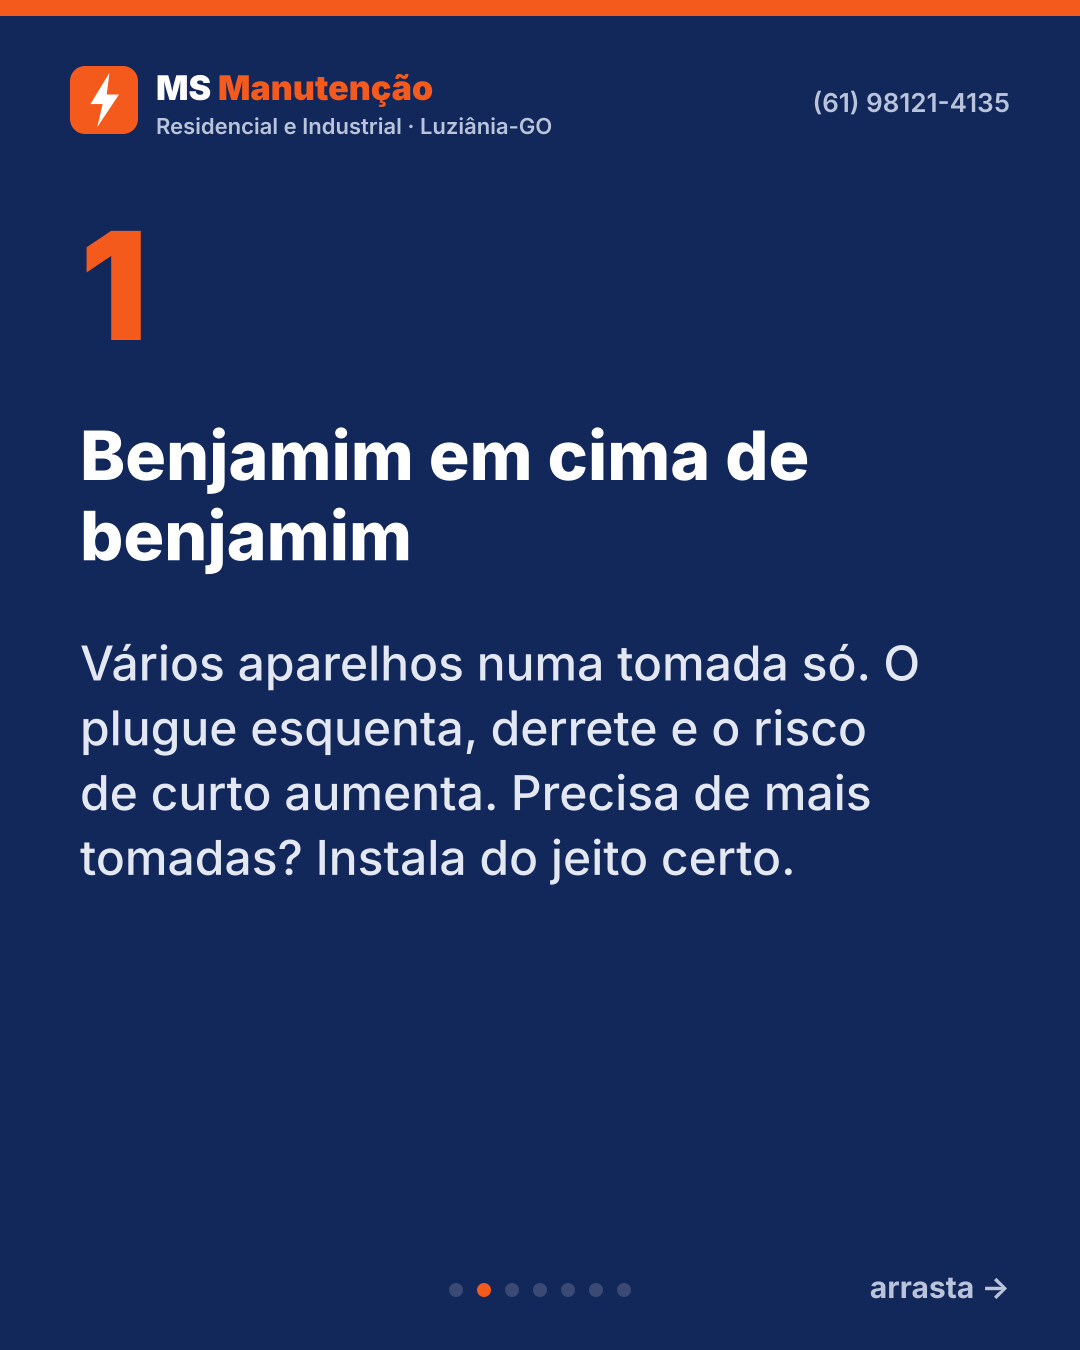 MS Manutenção
Residencial e Industrial · Luziânia-GO
(61) 98121-4135
1
Benjamim em cima de
benjamim
Vários aparelhos numa tomada só. O
plugue esquenta, derrete e o risco
de curto aumenta. Precisa de mais
tomadas? Instala do jeito certo.
arrasta →